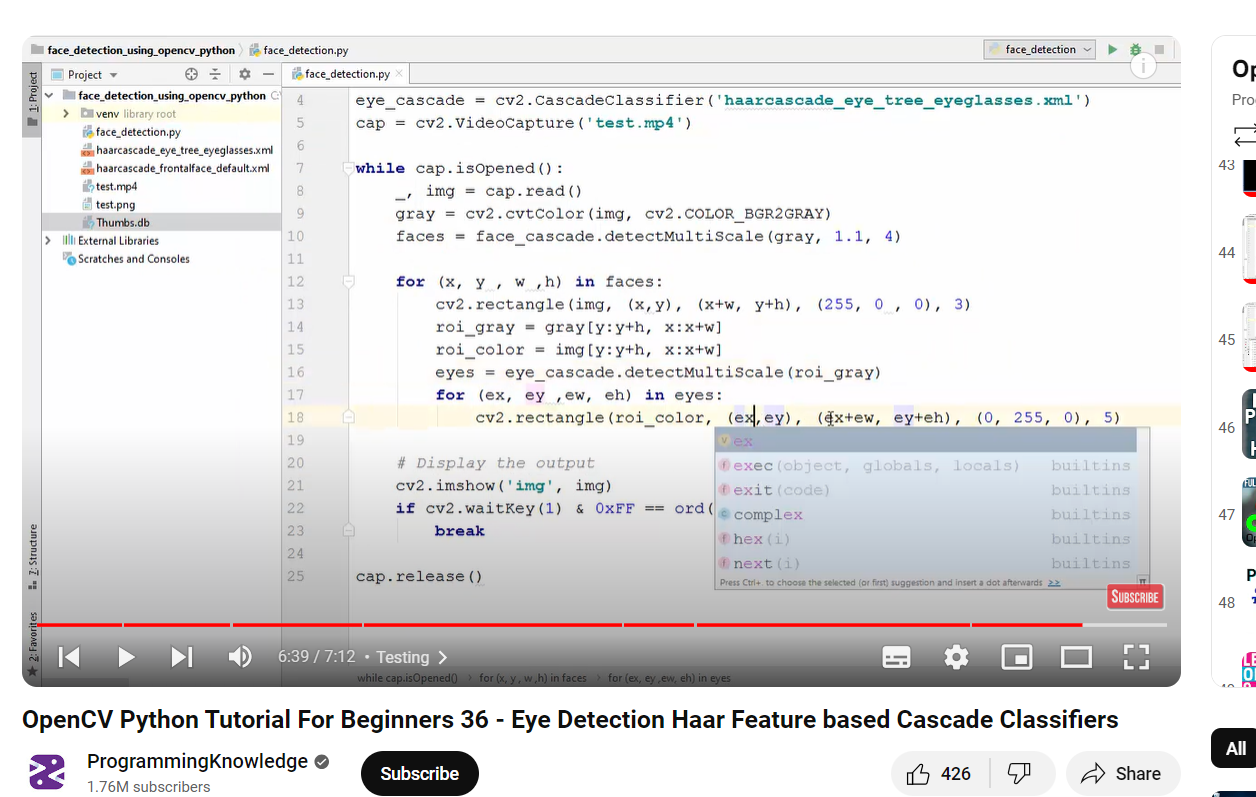 face_detection_using_opencv_python face_detection.py
face_detection
1: Project
Project
face_detection.py
face_detection_using_opencv_python
venv library root
face_detection.py
haarcascade_eye_tree_eyeglasses.xml
haarcascade_frontalface_default.xml
test.mp4
test.png
Thumbs.db
External Libraries
Scratches and Consoles
4 eye_cascade = cv2.CascadeClassifier('haarcascade_eye_tree_eyeglasses.xml')
5 cap = cv2.VideoCapture('test.mp4')
6
7 while cap.isOpened():
8 _, img = cap.read()
9 gray = cv2.cvtColor(img, cv2.COLOR_BGR2GRAY)
10 faces = face_cascade.detectMultiScale(gray, 1.1, 4)
11
12 for (x, y , w ,h) in faces:
13 cv2.rectangle(img, (x,y), (x+w, y+h), (255, 0 , 0), 3)
14 roi_gray = gray[y:y+h, x:x+w]
15 roi_color = img[y:y+h, x:x+w]
16 eyes = eye_cascade.detectMultiScale(roi_gray)
17 for (ex, ey ,ew, eh) in eyes:
18 cv2.rectangle(roi_color, (ex,ey), (ex+ew, ey+eh), (0, 255, 0), 5)
19
20 # Display the output
21 cv2.imshow('img', img)
22 if cv2.waitKey(1) & 0xFF == ord(
23 break
24
25 cap.release()
ex
exec(object, globals, locals) builtins
exit(code) builtins
complex builtins
hex(i) builtins
next(i) builtins
Press Ctrl+. to choose the selected (or first) suggestion and insert a dot afterwards >>
SUBSCRIBE
7: Structure
2: Favorites
6:39 / 7:12 • Testing
while cap.isOpened() for (x, y , w ,h) in faces for (ex, ey ,ew, eh) in eyes
OpenCV Python Tutorial For Beginners 36 - Eye Detection Haar Feature based Cascade Classifiers
ProgrammingKnowledge
1.76M subscribers
Subscribe
426
Share
43
44
45
46
47
48
All